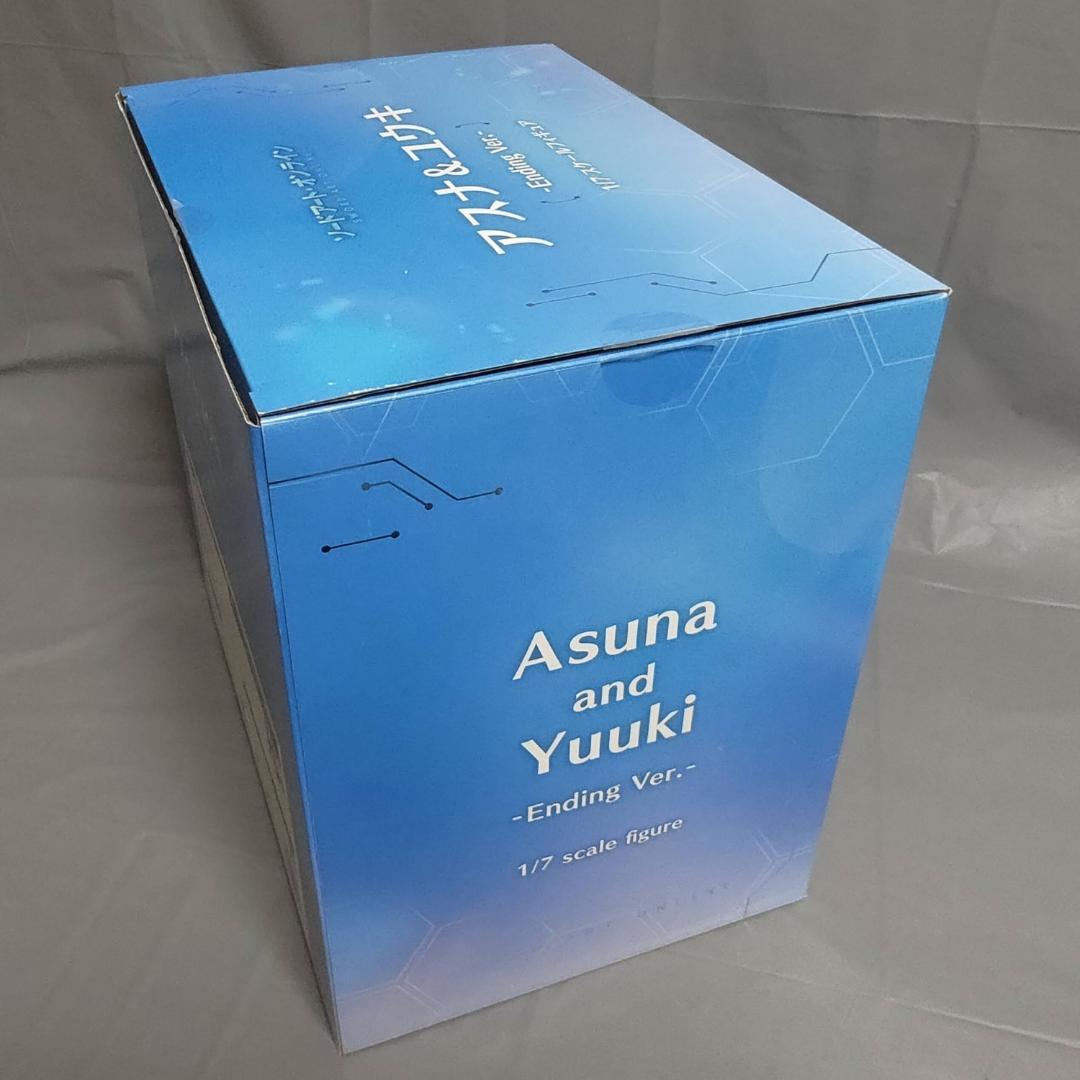 ソードアート・オンライン
アスナ&ユウキ
-Ending Ver.-
1/7スケールフィギュア
Asuna
and
Yuuki
-Ending Ver.-
1/7 scale figure